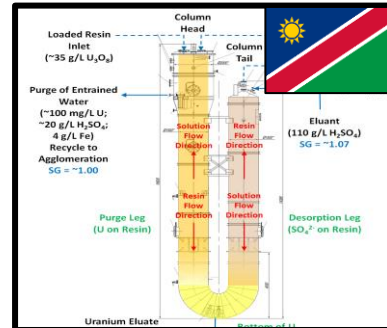 Column
Head
Loaded Resin
Inlet
(~35 g/L U₃O₈)
Column
Tail
Purge of Entrained
Water
(~100 mg/L U;
~20 g/L H₂SO₄;
4 g/L Fe)
Recycle to
Agglomeration
SG = ~1.00
Eluant
(110 g/L H₂SO₄)
SG = ~1.07
Solution
Flow
Direction
Resin
Flow
Direction
Resin
Flow
Direction
Solution
Flow
Direction
Purge Leg
(U on Resin)
Desorption Leg
(SO₄²⁻ on Resin)
Uranium Eluate
Bottom of U